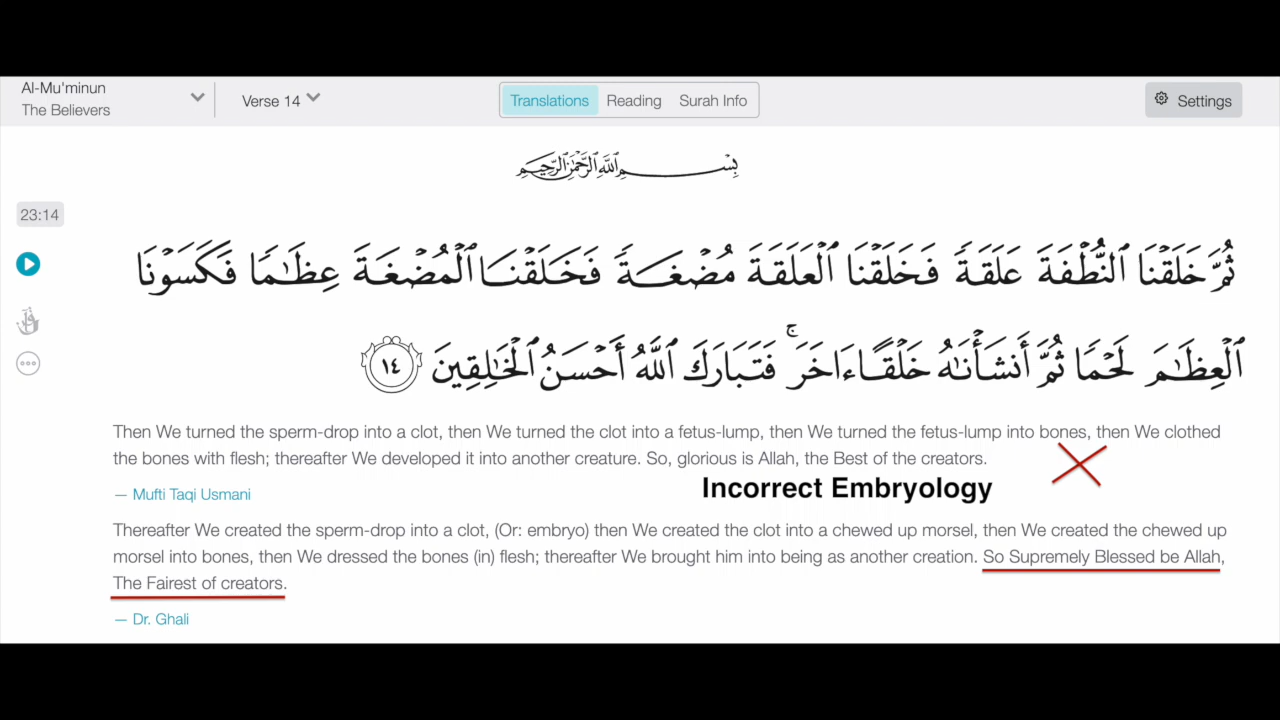 Al-Mu'minun
The Believers
Verse 14
Translations Reading Surah Info
Settings
بِسْمِ ٱللَّهِ ٱلرَّحْمَـٰنِ ٱلرَّحِيمِ
23:14
ثُمَّ خَلَقْنَا ٱلنُّطْفَةَ عَلَقَةً فَخَلَقْنَا ٱلْعَلَقَةَ مُضْغَةً فَخَلَقْنَا ٱلْمُضْغَةَ عِظَـٰمًا فَكَسَوْنَا
ٱلْعِظَـٰمَ لَحْمًا ثُمَّ أَنشَأْنَـٰهُ خَلْقًا ءَاخَرَ ۚ فَتَبَارَكَ ٱللَّهُ أَحْسَنُ ٱلْخَـٰلِقِينَ ١٤
Then We turned the sperm-drop into a clot, then We turned the clot into a fetus-lump, then We turned the fetus-lump into bones, then We clothed
the bones with flesh; thereafter We developed it into another creature. So, glorious is Allah, the Best of the creators.
Incorrect Embryology
— Mufti Taqi Usmani
Thereafter We created the sperm-drop into a clot, (Or: embryo) then We created the clot into a chewed up morsel, then We created the chewed up
morsel into bones, then We dressed the bones (in) flesh; thereafter We brought him into being as another creation. So Supremely Blessed be Allah,
The Fairest of creators.
— Dr. Ghali